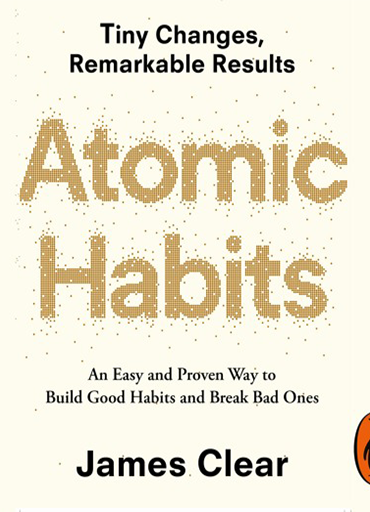 Tiny Changes,
Remarkable Results
Atomic
Habits
An Easy and Proven Way to
Build Good Habits and Break Bad Ones
James Clear